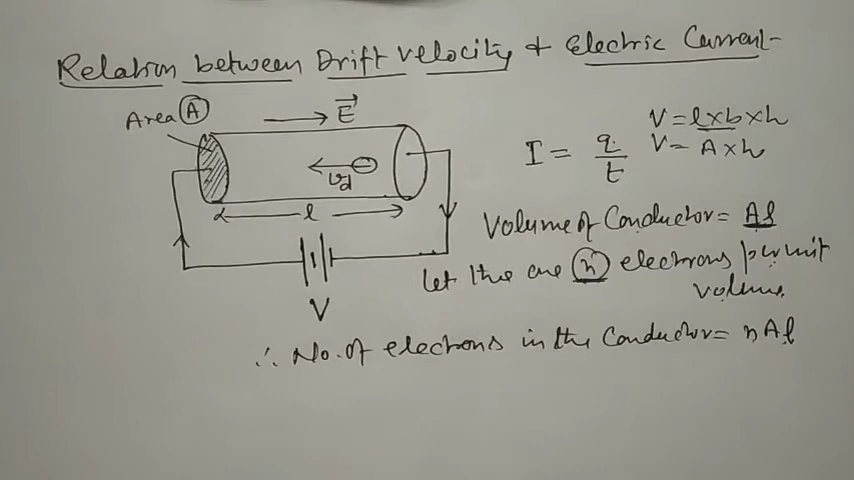 Relation between Drift velocity & Electric Current-
Area A
E
V = l×b×h
I = q/t
V = A×h
vd
l
Volume of Conductor = Al
let there are 'n' electrons per unit
volume.
V
∴ No. of electrons in the Conductor = nAl